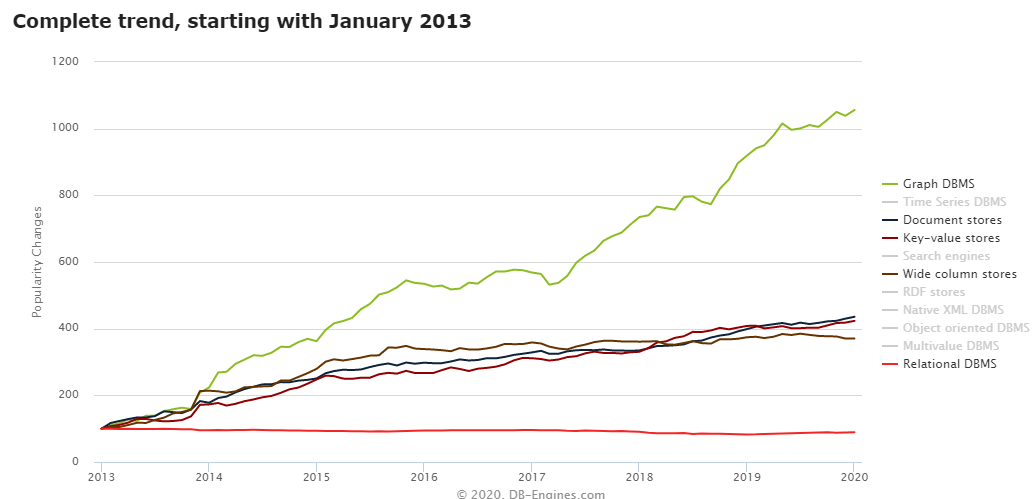 Complete trend, starting with January 2013
1200
1000
800
600
400
200
0
Popularity Changes
2013 2014 2015 2016 2017 2018 2019 2020
Graph DBMS
Time Series DBMS
Document stores
Key-value stores
Search engines
Wide column stores
RDF stores
Native XML DBMS
Object oriented DBMS
Multivalue DBMS
Relational DBMS
© 2020, DB-Engines.com